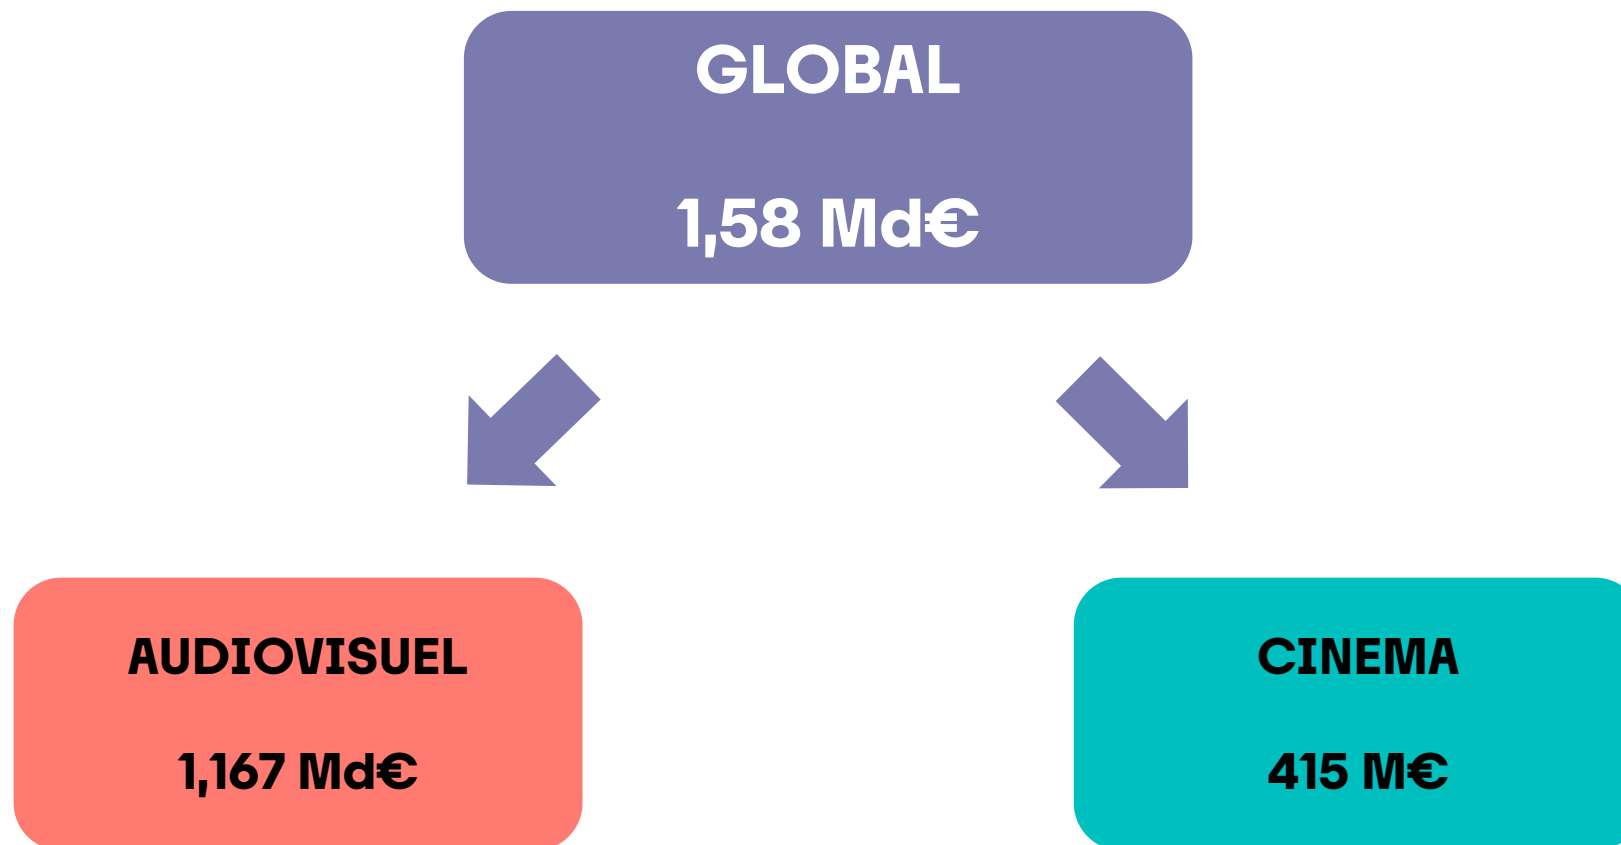 GLOBAL
1,58 Md€
AUDIOVISUEL
1,167 Md€
CINEMA
415 M€